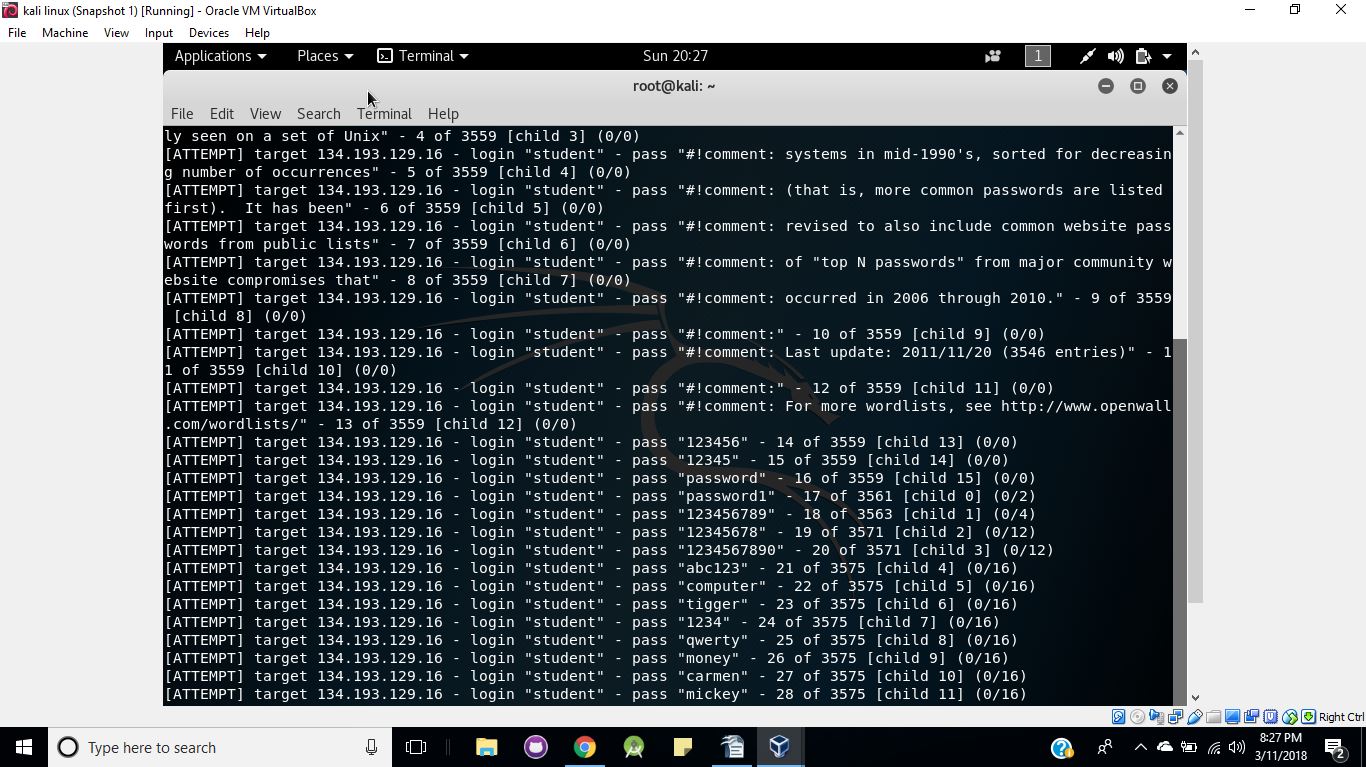 kali linux (Snapshot 1) [Running] - Oracle VM VirtualBox
File Machine View Input Devices Help
Applications Places Terminal Sun 20:27 1
root@kali: ~
File Edit View Search Terminal Help
ly seen on a set of Unix" - 4 of 3559 [child 3] (0/0)
[ATTEMPT] target 134.193.129.16 - login "student" - pass "#!comment: systems in mid-1990's, sorted for decreasin
g number of occurrences" - 5 of 3559 [child 4] (0/0)
[ATTEMPT] target 134.193.129.16 - login "student" - pass "#!comment: (that is, more common passwords are listed
first).  It has been" - 6 of 3559 [child 5] (0/0)
[ATTEMPT] target 134.193.129.16 - login "student" - pass "#!comment: revised to also include common website pass
words from public lists" - 7 of 3559 [child 6] (0/0)
[ATTEMPT] target 134.193.129.16 - login "student" - pass "#!comment: of "top N passwords" from major community w
ebsite compromises that" - 8 of 3559 [child 7] (0/0)
[ATTEMPT] target 134.193.129.16 - login "student" - pass "#!comment: occurred in 2006 through 2010." - 9 of 3559
[child 8] (0/0)
[ATTEMPT] target 134.193.129.16 - login "student" - pass "#!comment:" - 10 of 3559 [child 9] (0/0)
[ATTEMPT] target 134.193.129.16 - login "student" - pass "#!comment: Last update: 2011/11/20 (3546 entries)" - 1
1 of 3559 [child 10] (0/0)
[ATTEMPT] target 134.193.129.16 - login "student" - pass "#!comment:" - 12 of 3559 [child 11] (0/0)
[ATTEMPT] target 134.193.129.16 - login "student" - pass "#!comment: For more wordlists, see http://www.openwall
.com/wordlists/" - 13 of 3559 [child 12] (0/0)
[ATTEMPT] target 134.193.129.16 - login "student" - pass "123456" - 14 of 3559 [child 13] (0/0)
[ATTEMPT] target 134.193.129.16 - login "student" - pass "12345" - 15 of 3559 [child 14] (0/0)
[ATTEMPT] target 134.193.129.16 - login "student" - pass "password" - 16 of 3559 [child 15] (0/0)
[ATTEMPT] target 134.193.129.16 - login "student" - pass "password1" - 17 of 3561 [child 0] (0/2)
[ATTEMPT] target 134.193.129.16 - login "student" - pass "123456789" - 18 of 3563 [child 1] (0/4)
[ATTEMPT] target 134.193.129.16 - login "student" - pass "12345678" - 19 of 3571 [child 2] (0/12)
[ATTEMPT] target 134.193.129.16 - login "student" - pass "1234567890" - 20 of 3571 [child 3] (0/12)
[ATTEMPT] target 134.193.129.16 - login "student" - pass "abc123" - 21 of 3575 [child 4] (0/16)
[ATTEMPT] target 134.193.129.16 - login "student" - pass "computer" - 22 of 3575 [child 5] (0/16)
[ATTEMPT] target 134.193.129.16 - login "student" - pass "tigger" - 23 of 3575 [child 6] (0/16)
[ATTEMPT] target 134.193.129.16 - login "student" - pass "1234" - 24 of 3575 [child 7] (0/16)
[ATTEMPT] target 134.193.129.16 - login "student" - pass "qwerty" - 25 of 3575 [child 8] (0/16)
[ATTEMPT] target 134.193.129.16 - login "student" - pass "money" - 26 of 3575 [child 9] (0/16)
[ATTEMPT] target 134.193.129.16 - login "student" - pass "carmen" - 27 of 3575 [child 10] (0/16)
[ATTEMPT] target 134.193.129.16 - login "student" - pass "mickey" - 28 of 3575 [child 11] (0/16)
Right Ctrl
Type here to search
8:27 PM
3/11/2018
2